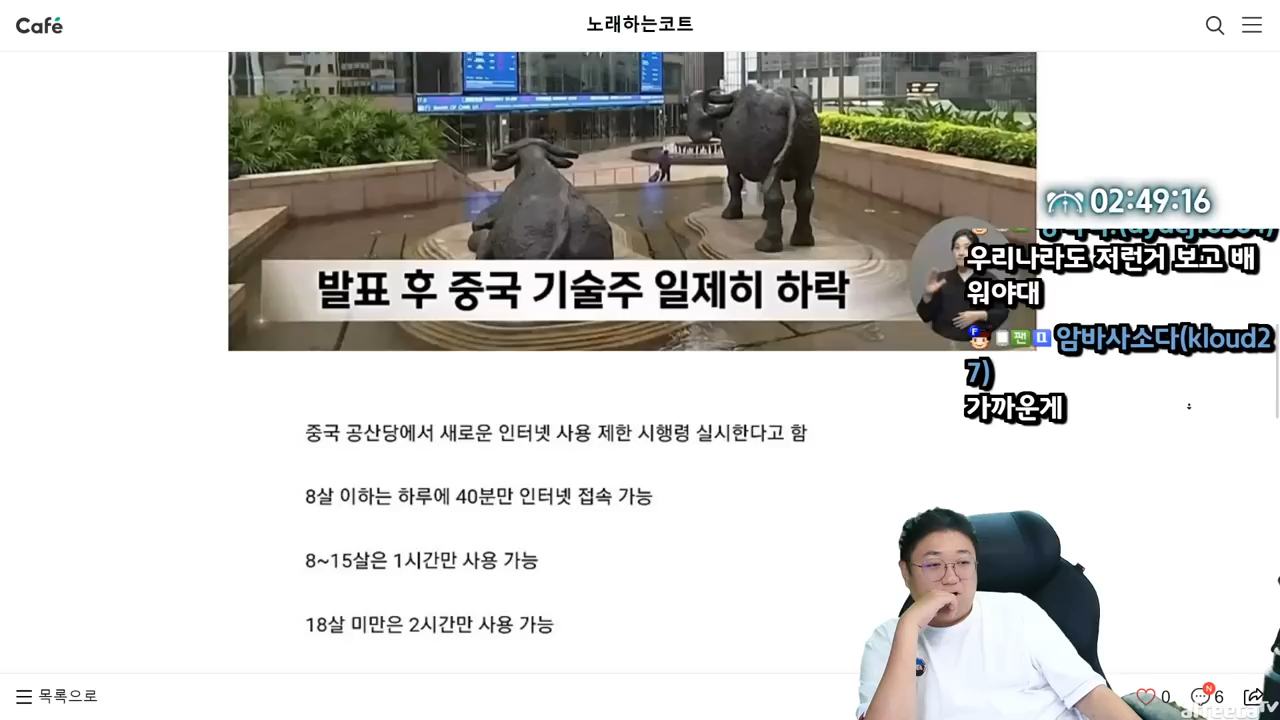 Café
노래하는코트
02:49:16
우리나라도 저런거 보고 배
워야대
팬
암바사소다(kloud2
7)
가까운게
발표 후 중국 기술주 일제히 하락
중국 공산당에서 새로운 인터넷 사용 제한 시행령 실시한다고 함
8살 이하는 하루에 40분만 인터넷 접속 가능
8~15살은 1시간만 사용 가능
18살 미만은 2시간만 사용 가능
목록으로
0
N
6
afreecaTV